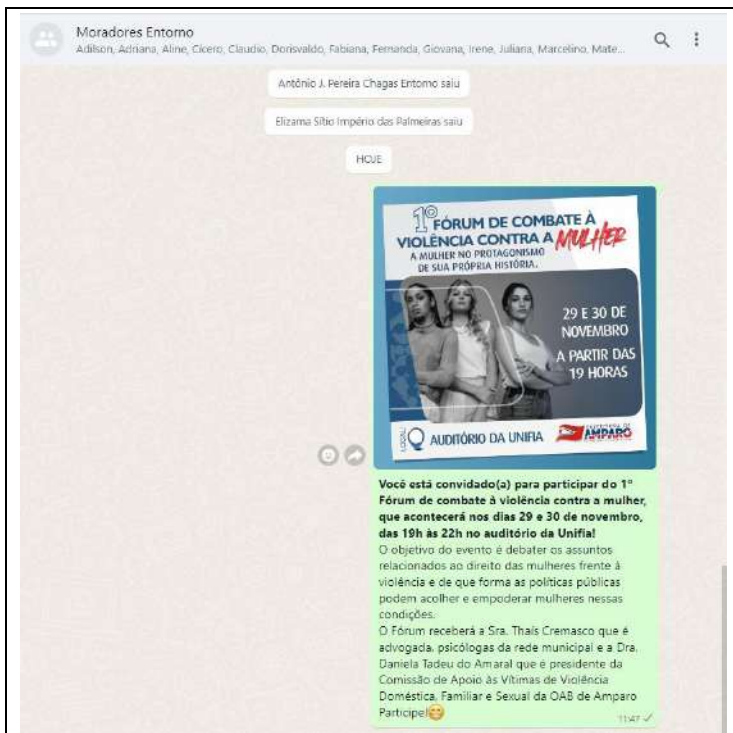 Moradores Entorno
Adilson, Adriana, Aline, Cícero, Claudio, Dorisvaldo, Fabiana, Fernanda, Giovana, Irene, Juliana, Marcelino, Mate...
Antônio J. Pereira Chagas Entorno saiu
Elizama Sítio Império das Palmeiras saiu
HOJE
1º FÓRUM DE COMBATE À
VIOLÊNCIA CONTRA A MULHER
A MULHER NO PROTAGONISMO
DE SUA PRÓPRIA HISTÓRIA.
29 E 30 DE
NOVEMBRO
A PARTIR DAS
19 HORAS
LOCAL:
AUDITÓRIO DA UNIFIA
PREFEITURA DE
AMPARO
Você está convidado(a) para participar do 1º
Fórum de combate à violência contra a mulher,
que acontecerá nos dias 29 e 30 de novembro,
das 19h às 22h no auditório da Unifia!
O objetivo do evento é debater os assuntos
relacionados ao direito das mulheres frente à
violência e de que forma as políticas públicas
podem acolher e empoderar mulheres nessas
condições.
O Fórum receberá a Sra. Thaís Cremasco que é
advogada, psicólogas da rede municipal e a Dra.
Daniela Tadeu do Amaral que é presidente da
Comissão de Apoio às Vítimas de Violência
Doméstica, Familiar e Sexual da OAB de Amparo
Participe!😊
11:47